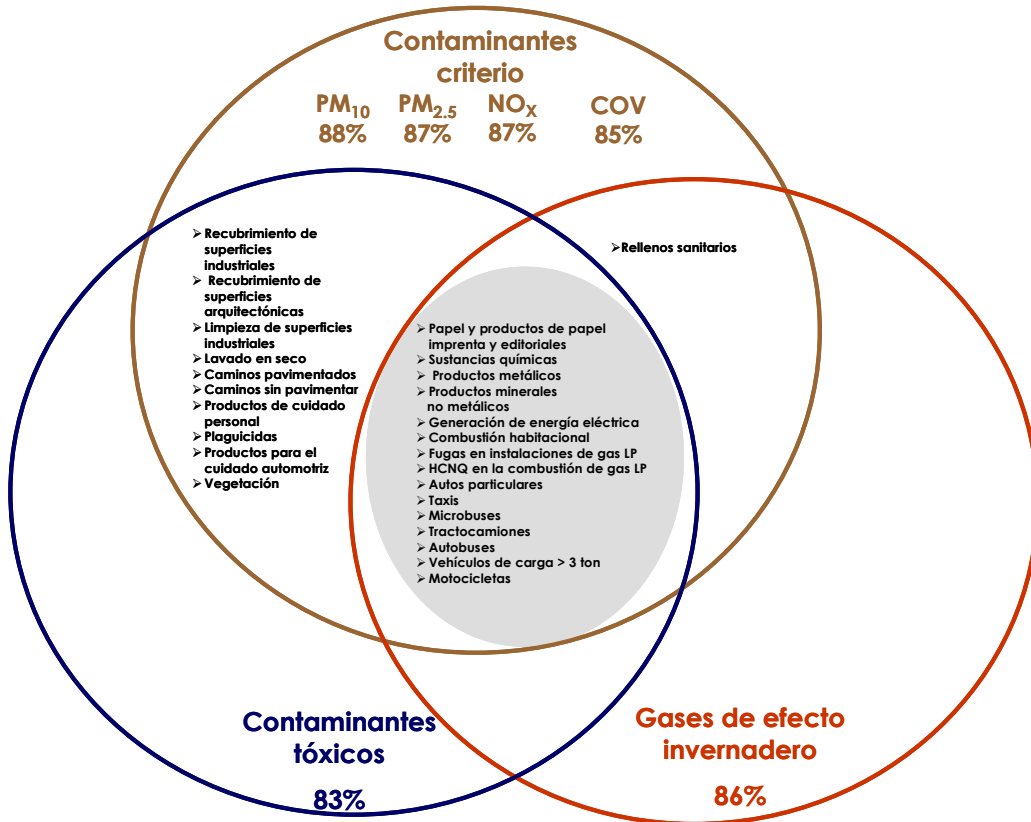 Contaminantes
criterio
PM10 PM2.5 NOX COV
88% 87% 87% 85%
➢Recubrimiento de
superficies
industriales
➢ Recubrimiento de
superficies
arquitectónicas
➢Limpieza de superficies
industriales
➢Lavado en seco
➢Caminos pavimentados
➢Caminos sin pavimentar
➢Productos de cuidado
personal
➢Plaguicidas
➢Productos para el
cuidado automotriz
➢Vegetación
➢Rellenos sanitarios
➢Papel y productos de papel
imprenta y editoriales
➢Sustancias químicas
➢ Productos metálicos
➢Productos minerales
no metálicos
➢Generación de energía eléctrica
➢Combustión habitacional
➢Fugas en instalaciones de gas LP
➢HCNQ en la combustión de gas LP
➢Autos particulares
➢Taxis
➢Microbuses
➢Tractocamiones
➢Autobuses
➢Vehículos de carga > 3 ton
➢Motocicletas
Contaminantes
tóxicos
83%
Gases de efecto
invernadero
86%